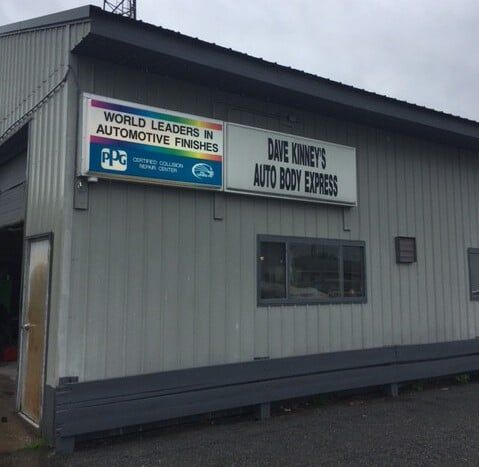 WORLD LEADERS IN
AUTOMOTIVE FINISHES
PPG
CERTIFIED COLLISION
REPAIR CENTER
DAVE KINNEY'S
AUTO BODY EXPRESS